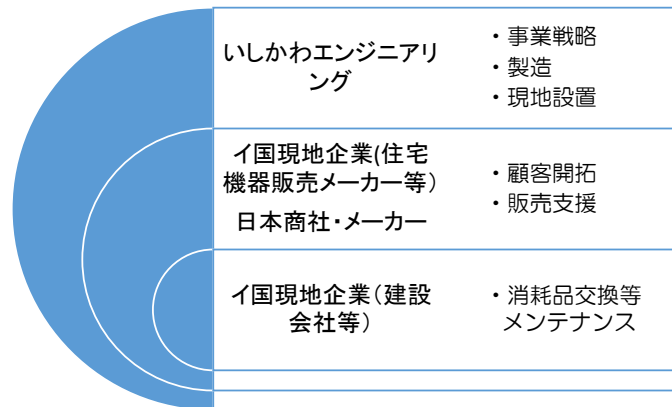 いしかわエンジニアリ
ング
・事業戦略
・製造
・現地設置
イ国現地企業(住宅
機器販売メーカー等）
日本商社・メーカー
・顧客開拓
・販売支援
イ国現地企業（建設
会社等）
・消耗品交換等
メンテナンス